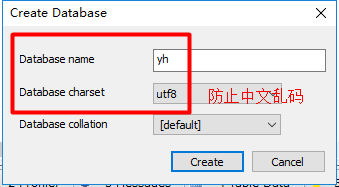 Create Database
Database name yh
Database charset utf8 防止中文乱码
Database collation [default]
Create Cancel